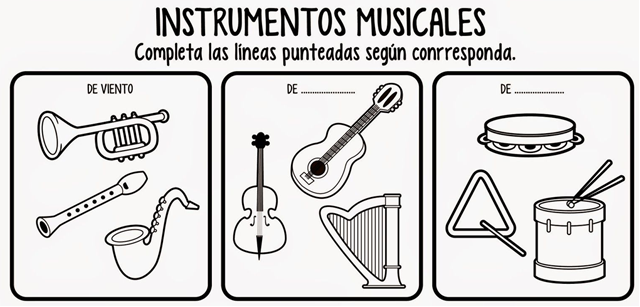 INSTRUMENTOS MUSICALES
Completa las líneas punteadas según conrresponda.
DE VIENTO
DE ........................
DE ......................